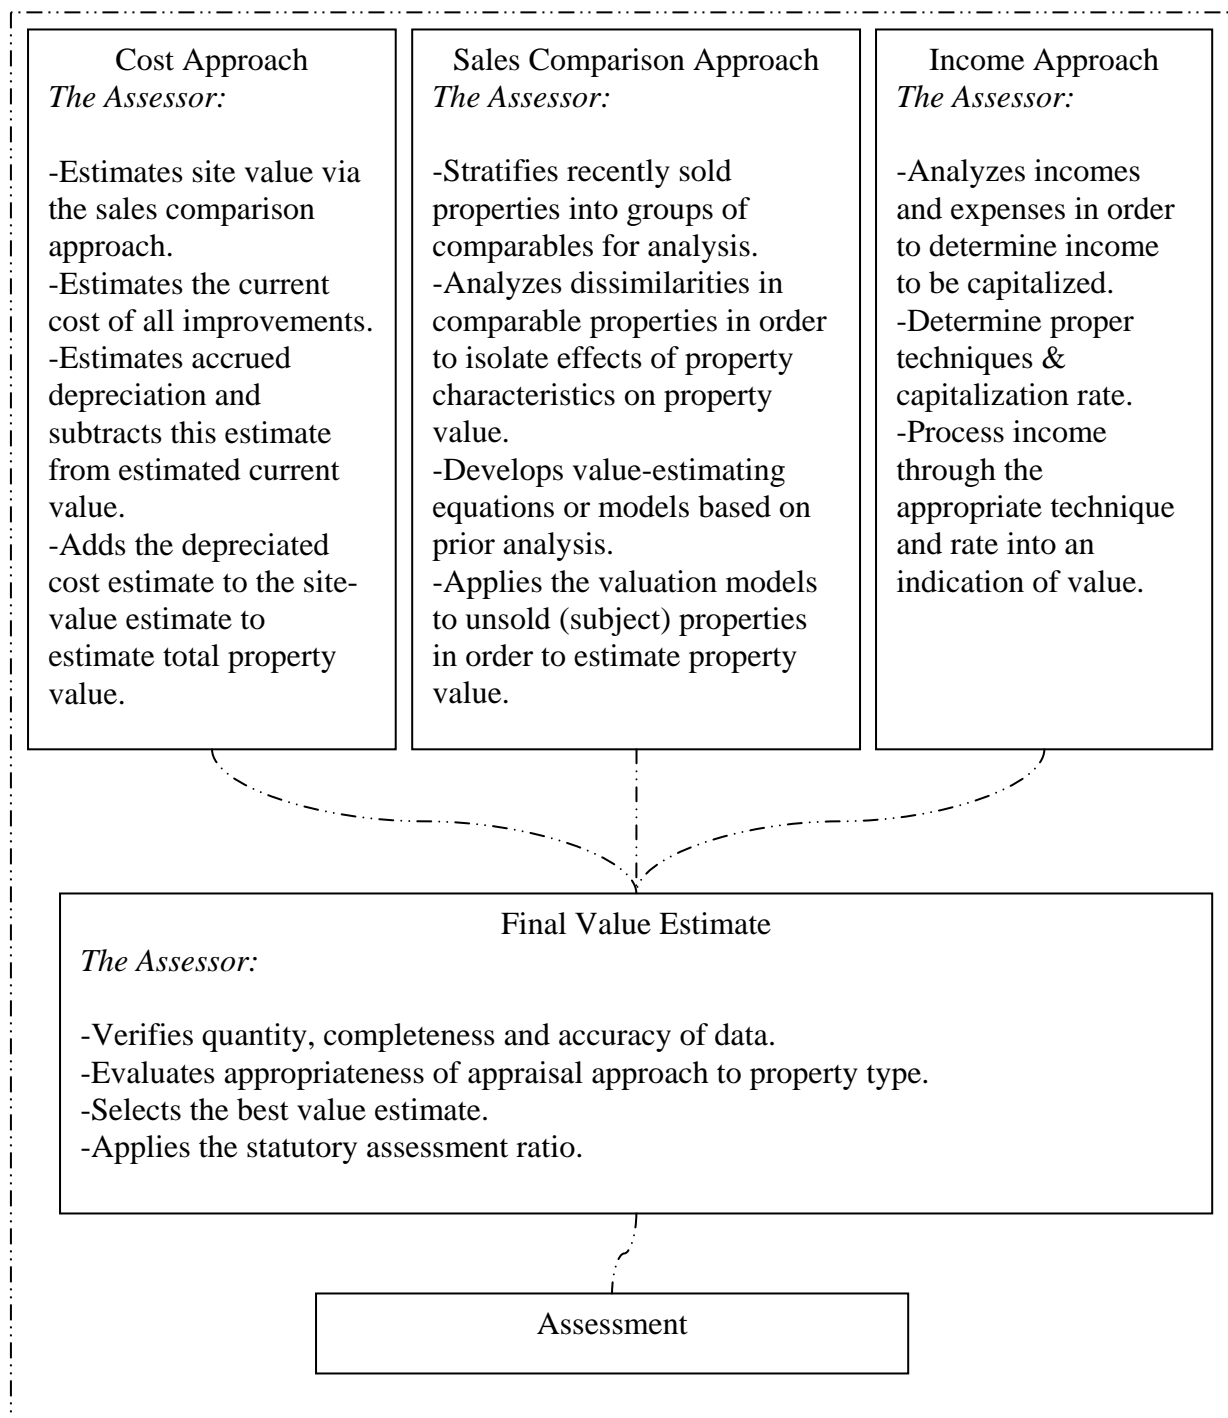 Cost Approach
The Assessor:
-Estimates site value via
the sales comparison
approach.
-Estimates the current
cost of all improvements.
-Estimates accrued
depreciation and
subtracts this estimate
from estimated current
value.
-Adds the depreciated
cost estimate to the site-
value estimate to
estimate total property
value.
Sales Comparison Approach
The Assessor:
-Stratifies recently sold
properties into groups of
comparables for analysis.
-Analyzes dissimilarities in
comparable properties in order
to isolate effects of property
characteristics on property
value.
-Develops value-estimating
equations or models based on
prior analysis.
-Applies the valuation models
to unsold (subject) properties
in order to estimate property
value.
Income Approach
The Assessor:
-Analyzes incomes
and expenses in order
to determine income
to be capitalized.
-Determine proper
techniques &
capitalization rate.
-Process income
through the
appropriate technique
and rate into an
indication of value.
Final Value Estimate
The Assessor:
-Verifies quantity, completeness and accuracy of data.
-Evaluates appropriateness of appraisal approach to property type.
-Selects the best value estimate.
-Applies the statutory assessment ratio.
Assessment